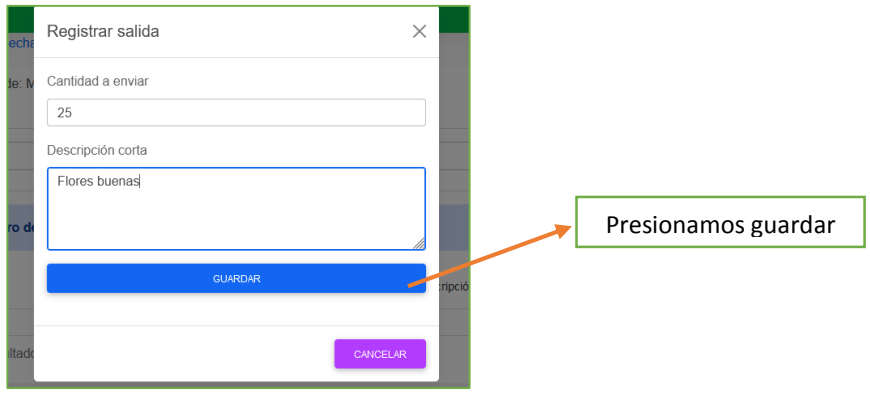 Registrar salida
Cantidad a enviar
25
Descripción corta
Flores buenas
GUARDAR
CANCELAR
Presionamos guardar